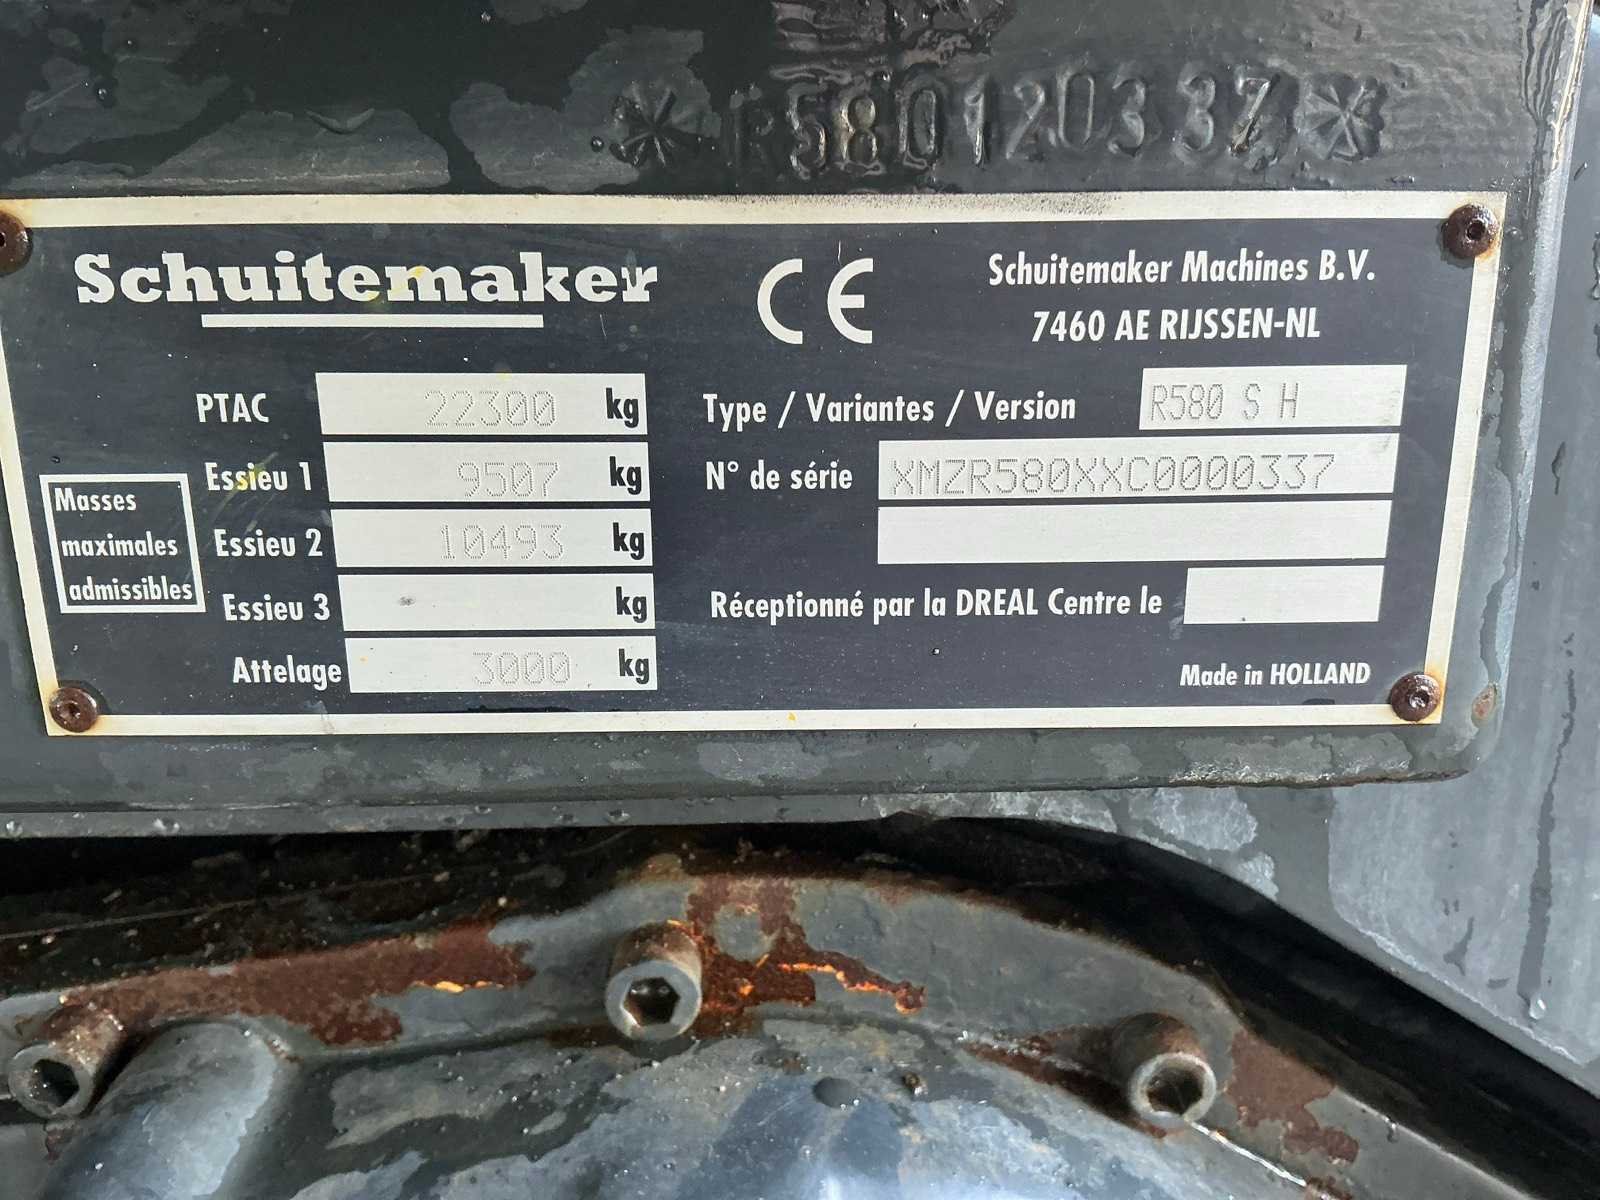 *R580120337*
Schuitemaker
CE
Schuitemaker Machines B.V.
7460 AE RIJSSEN-NL
PTAC 22300 kg
Type / Variantes / Version R580 S H
Masses
maximales
admissibles
Essieu 1 9507 kg
N° de série XMZR580XXC0000337
Essieu 2 10493 kg
Essieu 3 kg
Réceptionné par la DREAL Centre le
Attelage 3000 kg
Made in HOLLAND